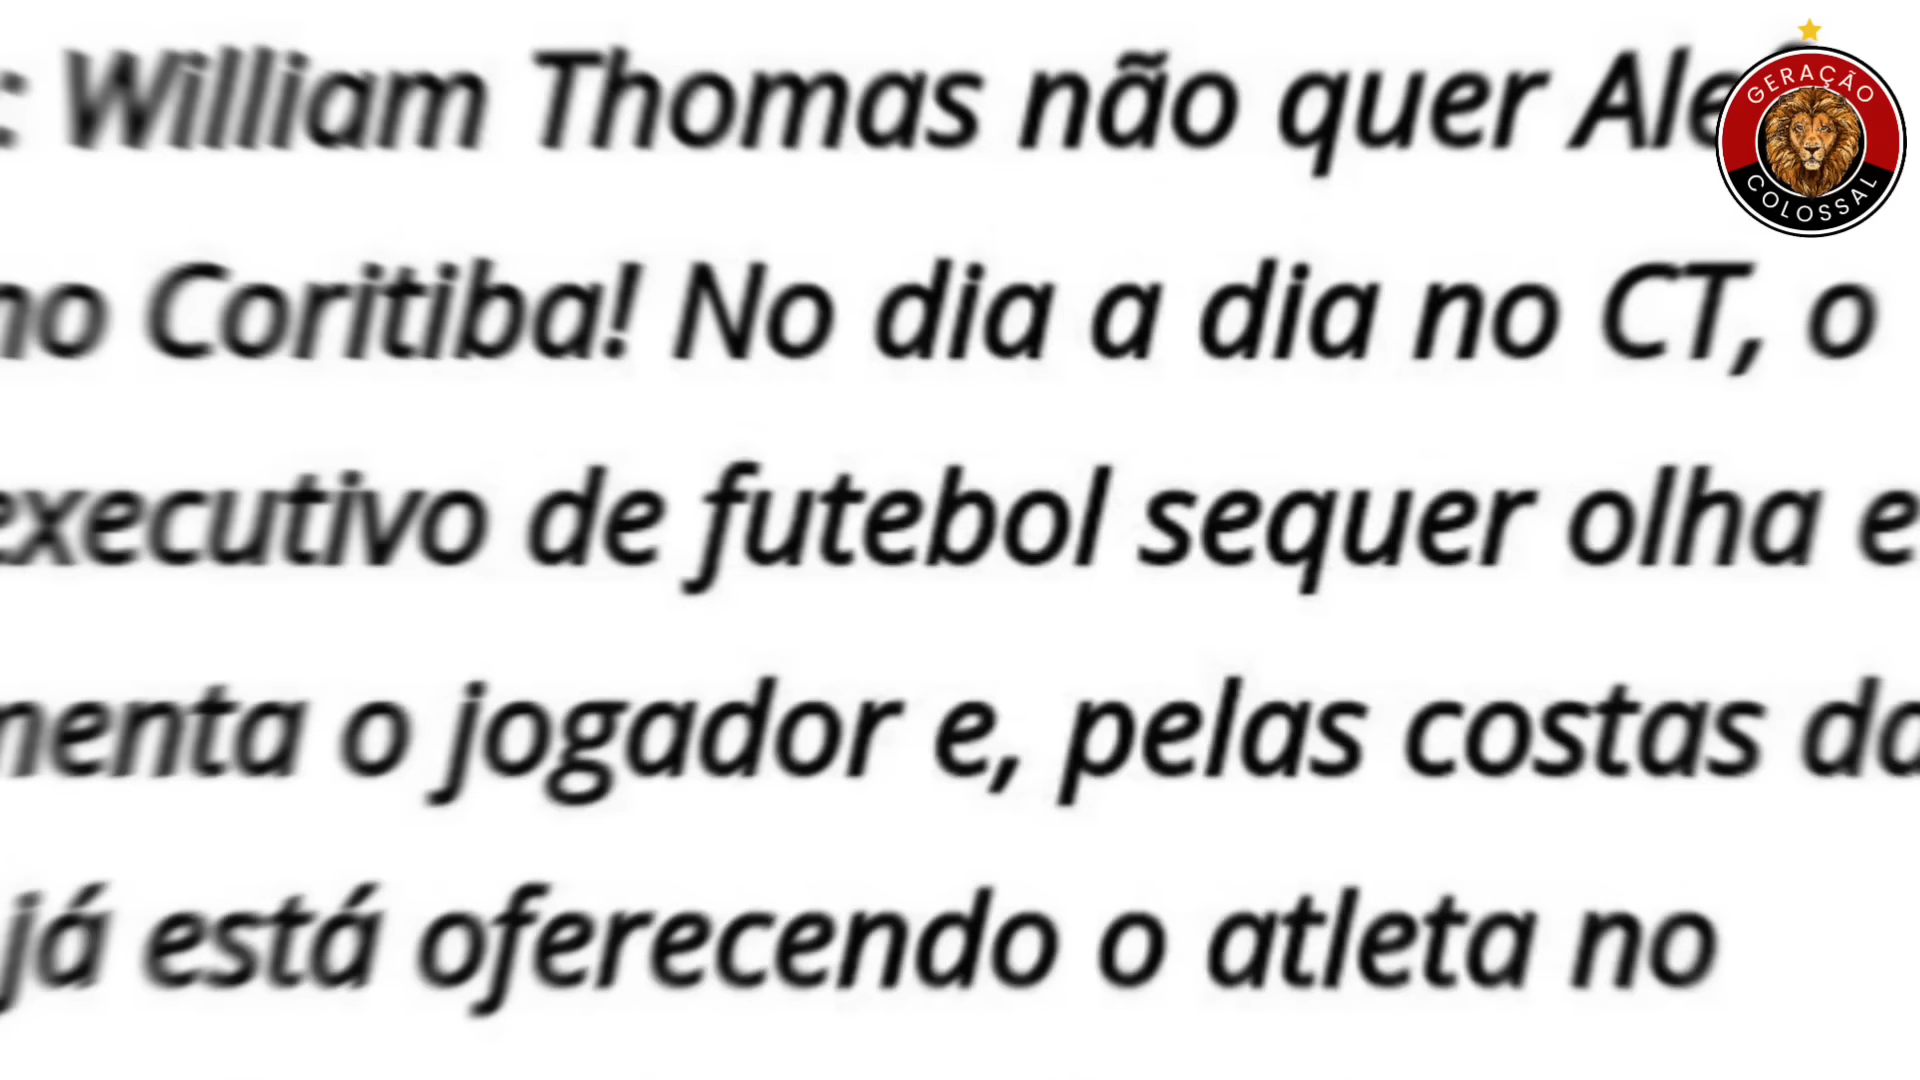 : William Thomas não quer
GERAÇÃO
COLOSSAL
no Coritiba! No dia a dia no CT, o
executivo de futebol sequer olha e
menta o jogador e, pelas costas da
já está oferecendo o atleta no